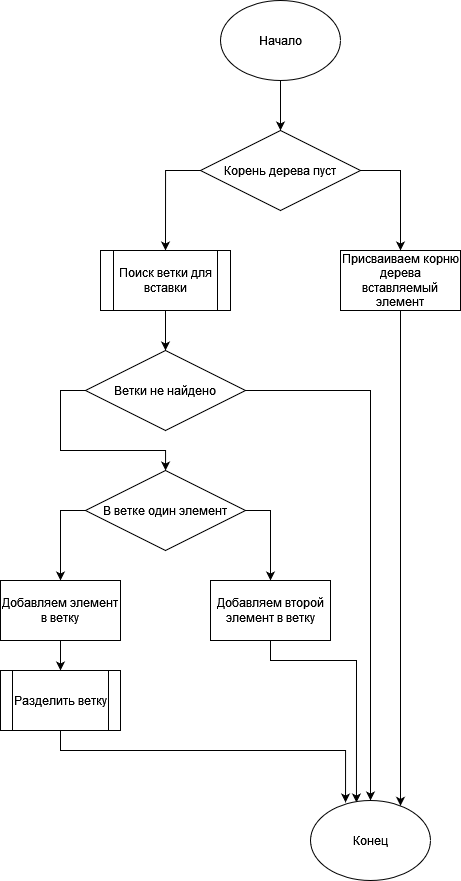 Начало
Корень дерева пуст
Поиск ветки для
вставки
Присваиваем корню
дерева
вставляемый
элемент
Ветки не найдено
В ветке один элемент
Добавляем элемент
в ветку
Добавляем второй
элемент в ветку
Разделить ветку
Конец